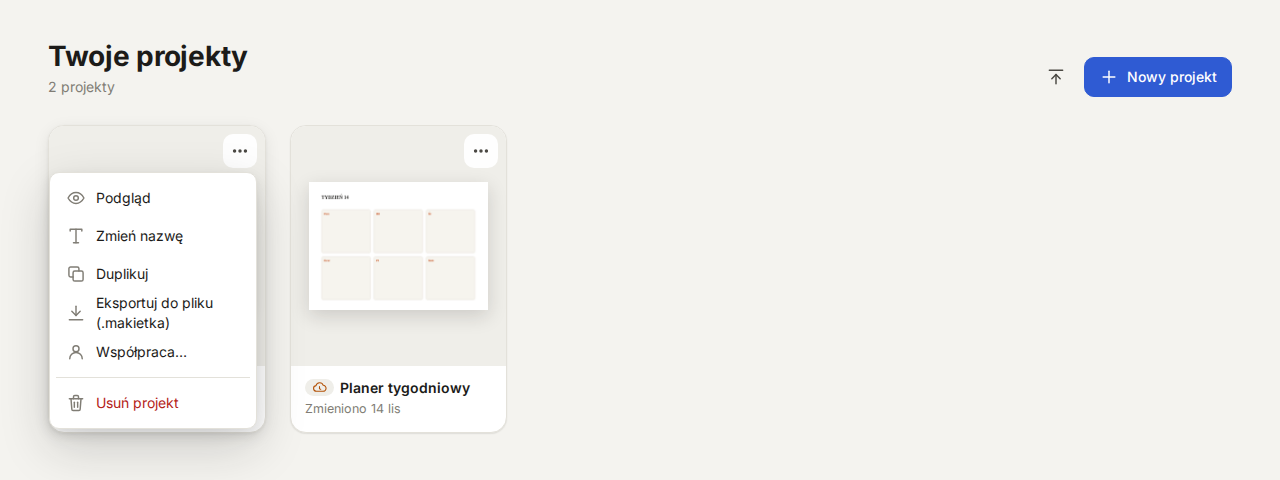 Twoje projekty
2 projekty
Nowy projekt
Podgląd
Zmień nazwę
Duplikuj
Eksportuj do pliku
(.makietka)
Współpraca...
Usuń projekt
Planer tygodniowy
Zmieniono 14 lis